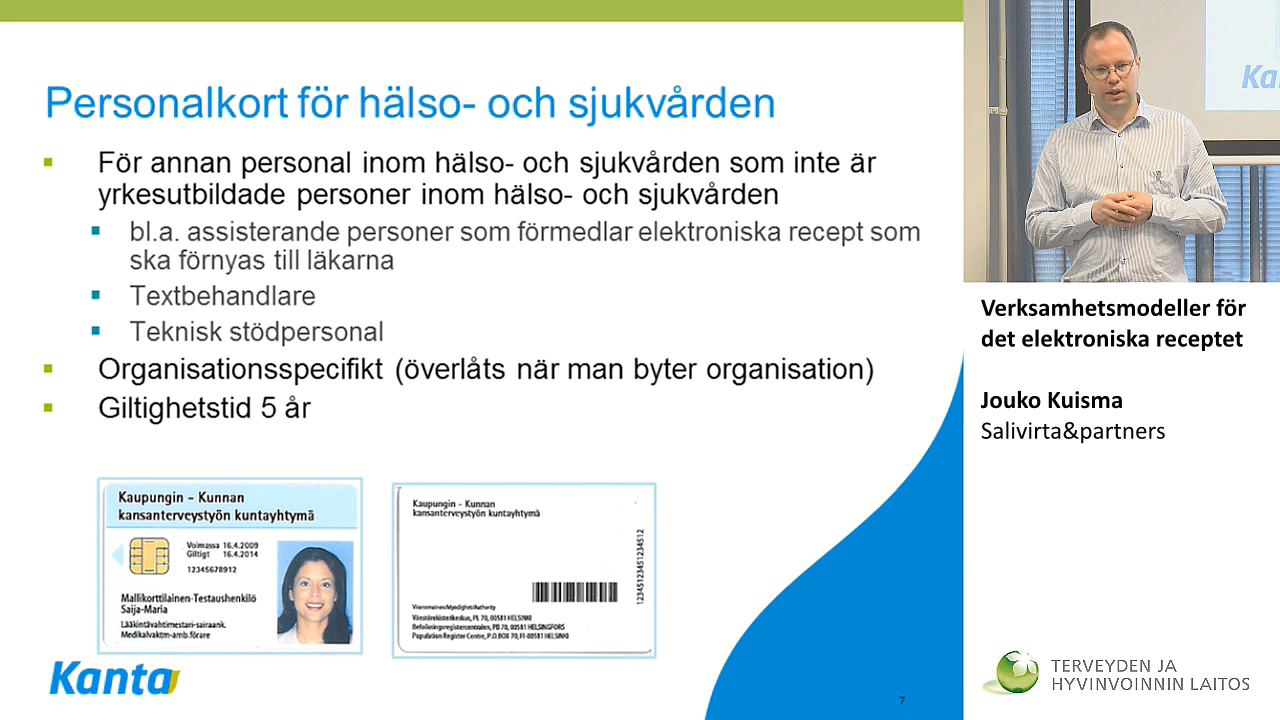 Personalkort för hälso- och sjukvården
För annan personal inom hälso- och sjukvården som inte är
yrkesutbildade personer inom hälso- och sjukvården
bl.a. assisterande personer som förmedlar elektroniska recept som
ska förnyas till läkarna
Textbehandlare
Teknisk stödpersonal
Organisationsspecifikt (överlåts när man byter organisation)
Giltighetstid 5 år
Kaupungin - Kunnan
kansanterveystyön kuntayhtymä
Voimassa 16.4.2009
Giltigt 16.4.2014
12345678912
Mallikorttilainen-Testaushenkilö
Saija-Maria
Lääkintävahtimestari-sairaank.
Medikalvaktm-amb.förare
Kaupungin - Kunnan
kansanterveystyön kuntayhtymä
12345123451234512
Viranomainen/Myndighet/Authority
Väestörekisterikeskus, PL 70, 00581 HELSINKI
Befolkningsregistercentralen, PD 70, 00581 HELSINGFORS
Population Register Centre, P.O.BOX 70, FI-00581 HELSINKI
Kanta
7
Ka
Verksamhetsmodeller för
det elektroniska receptet
Jouko Kuisma
Salivirta&partners
TERVEYDEN JA
HYVINVOINNIN LAITOS